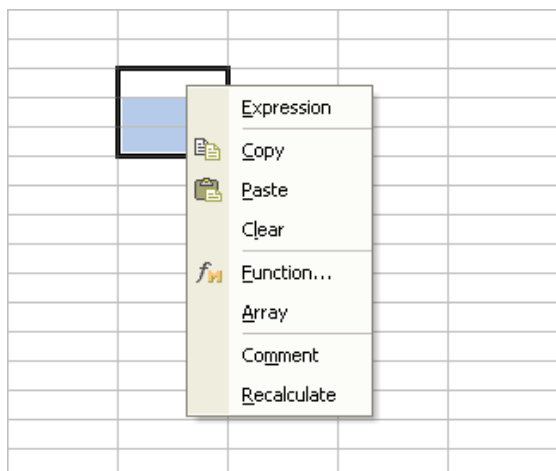 Expression
Copy
Paste
Clear
Function...
Array
Comment
Recalculate